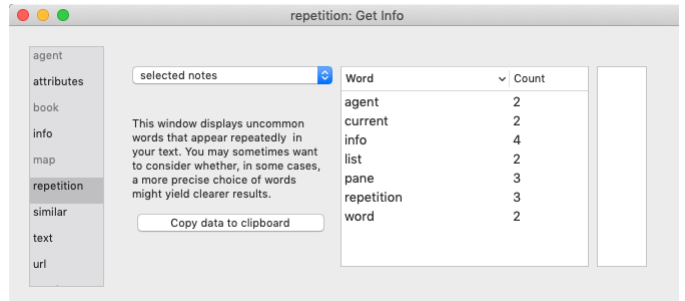 repetition: Get Info
agent
attributes
book
info
map
repetition
similar
text
url
selected notes
This window displays uncommon
words that appear repeatedly in
your text. You may sometimes want
to consider whether, in some cases,
a more precise choice of words
might yield clearer results.
Copy data to clipboard
Word Count
agent 2
current 2
info 4
list 2
pane 3
repetition 3
word 2